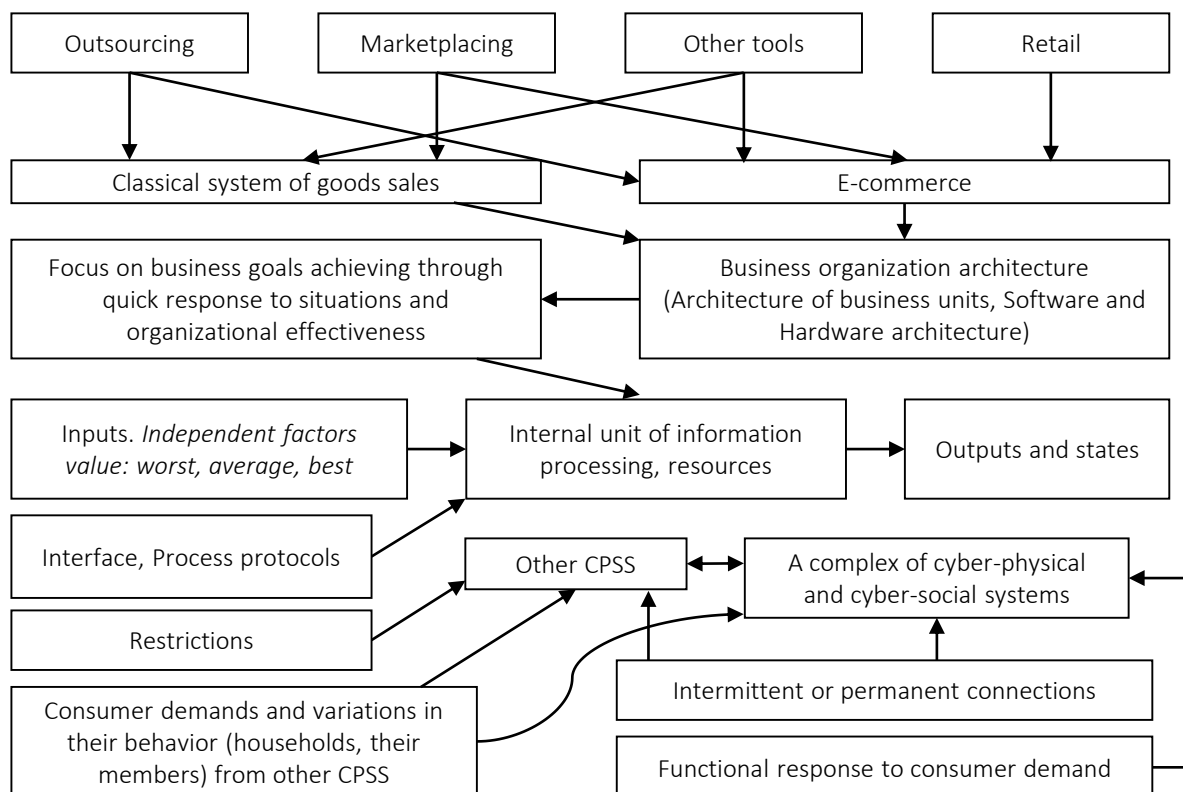 Outsourcing
Marketplacing
Other tools
Retail
Classical system of goods sales
E-commerce
Focus on business goals achieving through
quick response to situations and
organizational effectiveness
Business organization architecture
(Architecture of business units, Software and
Hardware architecture)
Inputs. Independent factors
value: worst, average, best
Internal unit of information
processing, resources
Outputs and states
Interface, Process protocols
Other CPSS
A complex of cyber-physical
and cyber-social systems
Restrictions
Intermittent or permanent connections
Consumer demands and variations in
their behavior (households, their
members) from other CPSS
Functional response to consumer demand